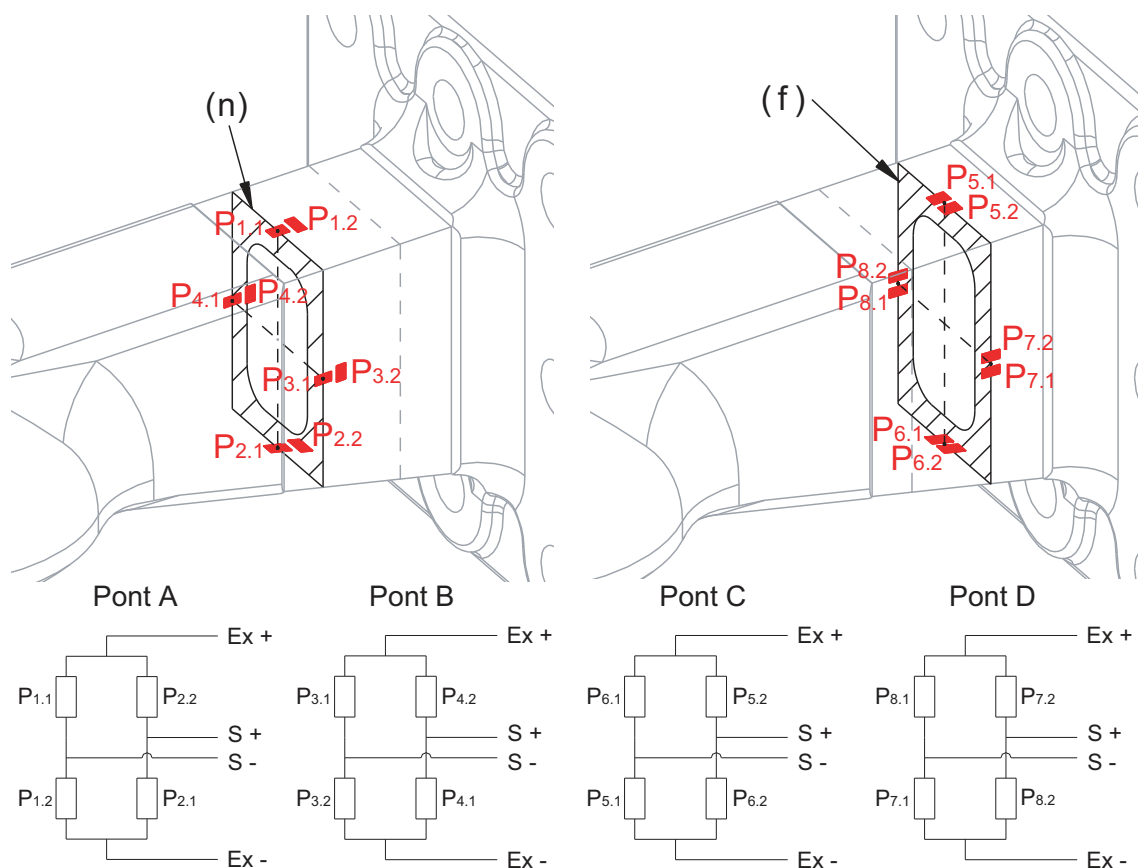 (n)
P1.1
P1.2
P4.1
P4.2
P3.1
P3.2
P2.1
P2.2
(f)
P5.1
P5.2
P8.2
P8.1
P7.2
P7.1
P6.1
P6.2
Pont A
Ex +
P1.1
P2.2
S +
S -
P1.2
P2.1
Ex -
Pont B
Ex +
P3.1
P4.2
S +
S -
P3.2
P4.1
Ex -
Pont C
Ex +
P6.1
P5.2
S +
S -
P5.1
P6.2
Ex -
Pont D
Ex +
P8.1
P7.2
S +
S -
P7.1
P8.2
Ex -